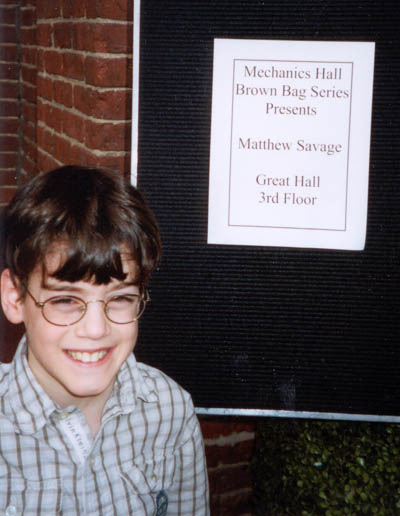 Mechanics Hall
Brown Bag Series
Presents
Matthew Savage
Great Hall
3rd Floor